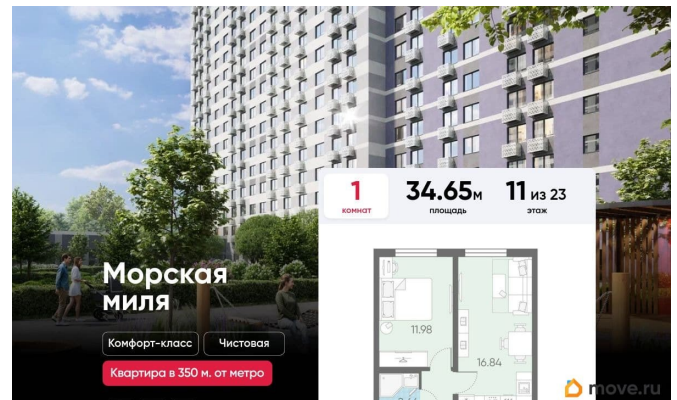 1
комнат
34.65м
площадь
11 из 23
этаж
Морская
миля
Комфорт-класс
Чистовая
Квартира в 350 м. от метро
11.98
16.84
move.ru